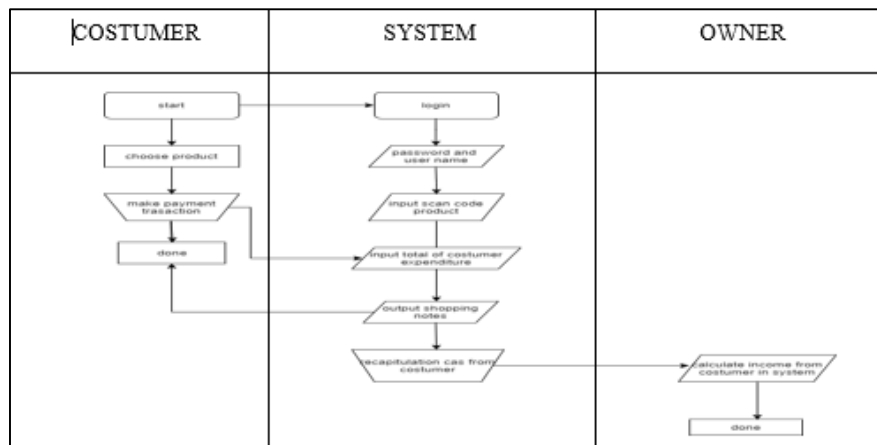 COSTUMER
SYSTEM
OWNER
start
login
choose product
password and
user name
make payment
trasaction
input scan code
product
done
input total of costumer
expenditure
output shopping
notes
recapitulation cas from
costumer
calculate income from
costumer in system
done